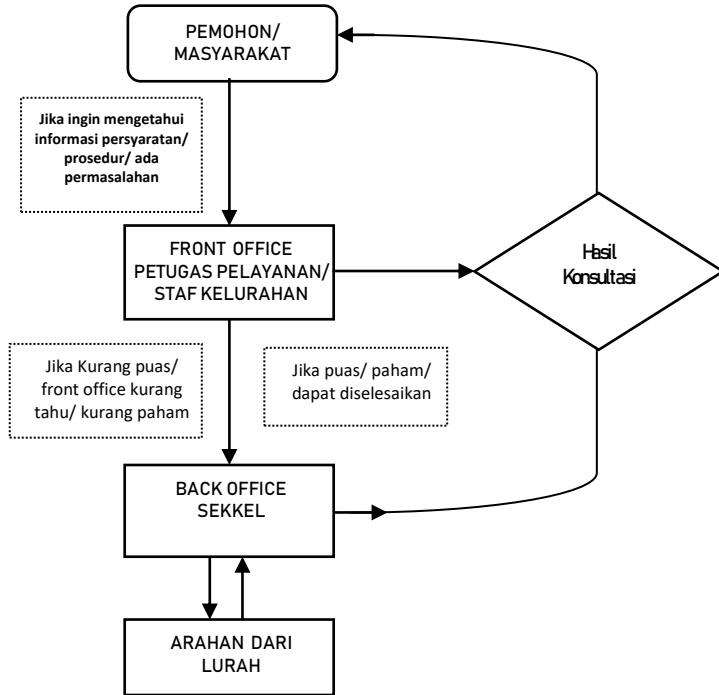 PEMOHON/
MASYARAKAT
Jika ingin mengetahui
informasi persyaratan/
prosedur/ ada
permasalahan
FRONT OFFICE
PETUGAS PELAYANAN/
STAF KELURAHAN
Hasil
Konsultasi
Jika Kurang puas/
front office kurang
tahu/ kurang paham
Jika puas/ paham/
dapat diselesaikan
BACK OFFICE
SEKKEL
ARAHAN DARI
LURAH